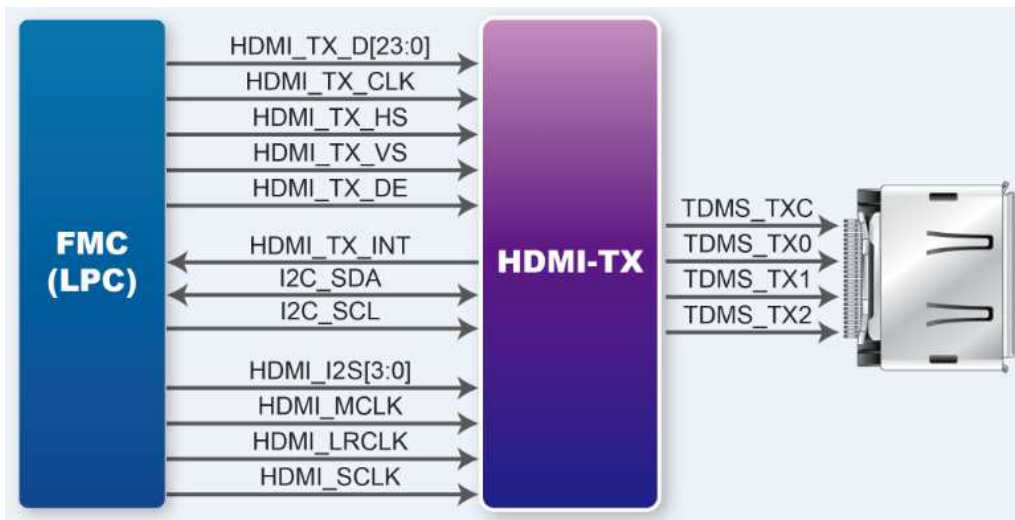 HDMI_TX_D[23:0]
HDMI_TX_CLK
HDMI_TX_HS
HDMI_TX_VS
HDMI_TX_DE
FMC
(LPC)
HDMI_TX_INT
I2C_SDA
I2C_SCL
HDMI_I2S[3:0]
HDMI_MCLK
HDMI_LRCLK
HDMI_SCLK
HDMI-TX
TDMS_TXC
TDMS_TX0
TDMS_TX1
TDMS_TX2